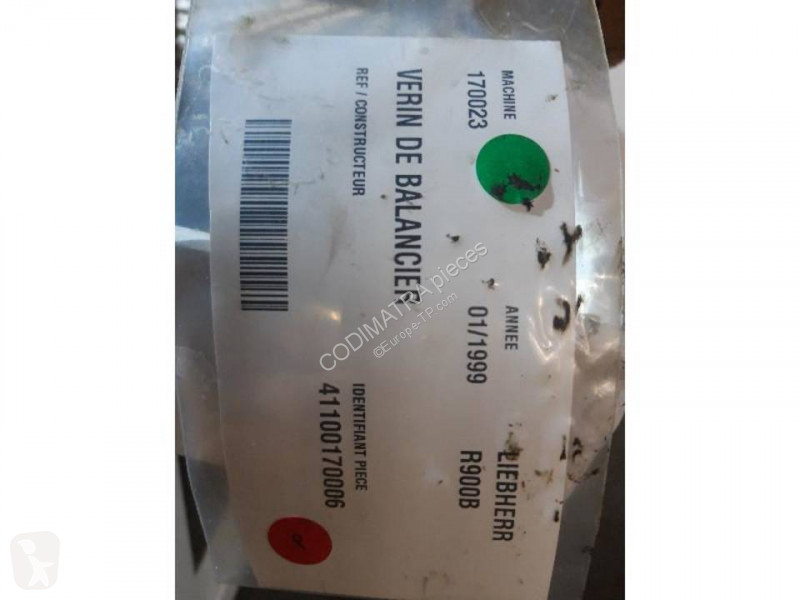 MACHINE
170023
ANNEE
01/1999
LIEBHERR
R900B
VERIN DE BALANCIER
REF / CONSTRUCTEUR
IDENTIFIANT PIECE
41100170006
CODIMATRA pieces
©Europe-TP.com